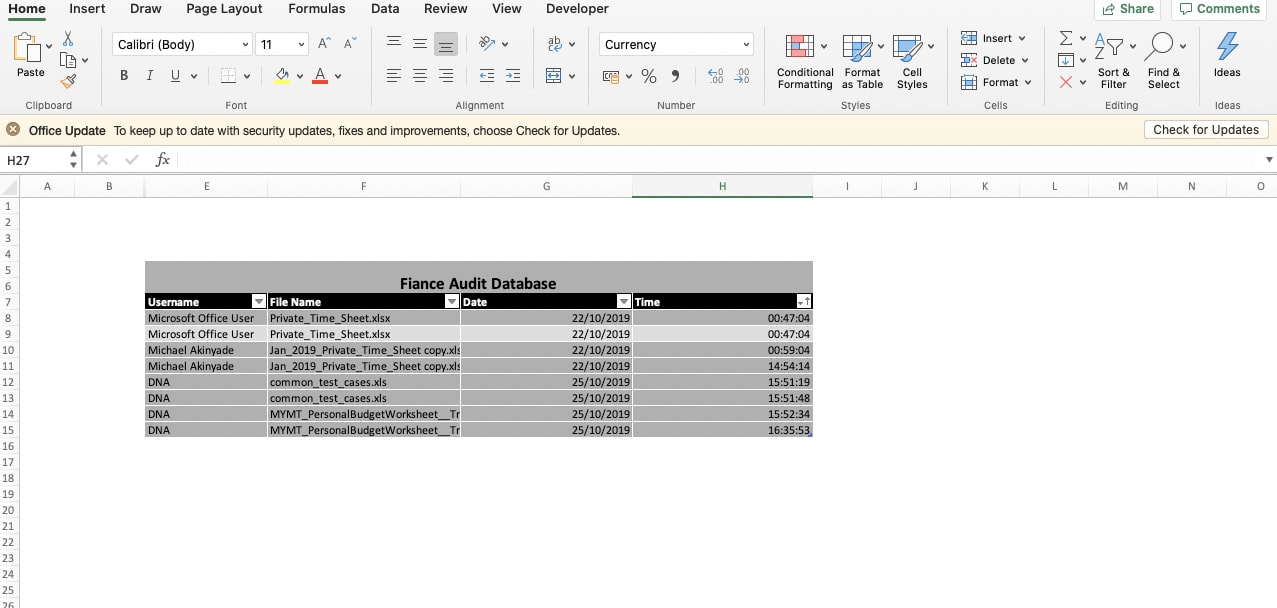 Home Insert Draw Page Layout Formulas Data Review View Developer Share Comments
Calibri (Body) 11 A^ A˅ ab c Currency Insert Σ A Z
Paste B I U A % , .00 .00 Conditional Formatting Format as Table Cell Styles Delete Format Sort & Filter Find & Select Ideas
Clipboard Font Alignment Number Styles Cells Editing Ideas
Office Update To keep up to date with security updates, fixes and improvements, choose Check for Updates. Check for Updates
H27 fx
A B E F G H I J K L M N O
1
2
3
4
5
6 Fiance Audit Database
7 Username File Name Date Time
8 Microsoft Office User Private_Time_Sheet.xlsx 22/10/2019 00:47:04
9 Microsoft Office User Private_Time_Sheet.xlsx 22/10/2019 00:47:04
10 Michael Akinyade Jan_2019_Private_Time_Sheet copy.xls 22/10/2019 00:59:04
11 Michael Akinyade Jan_2019_Private_Time_Sheet copy.xls 22/10/2019 14:54:14
12 DNA common_test_cases.xls 25/10/2019 15:51:19
13 DNA common_test_cases.xls 25/10/2019 15:51:48
14 DNA MYMT_PersonalBudgetWorksheet__Tr 25/10/2019 15:52:34
15 DNA MYMT_PersonalBudgetWorksheet__Tr 25/10/2019 16:35:53
16
17
18
19
20
21
22
23
24
25
26